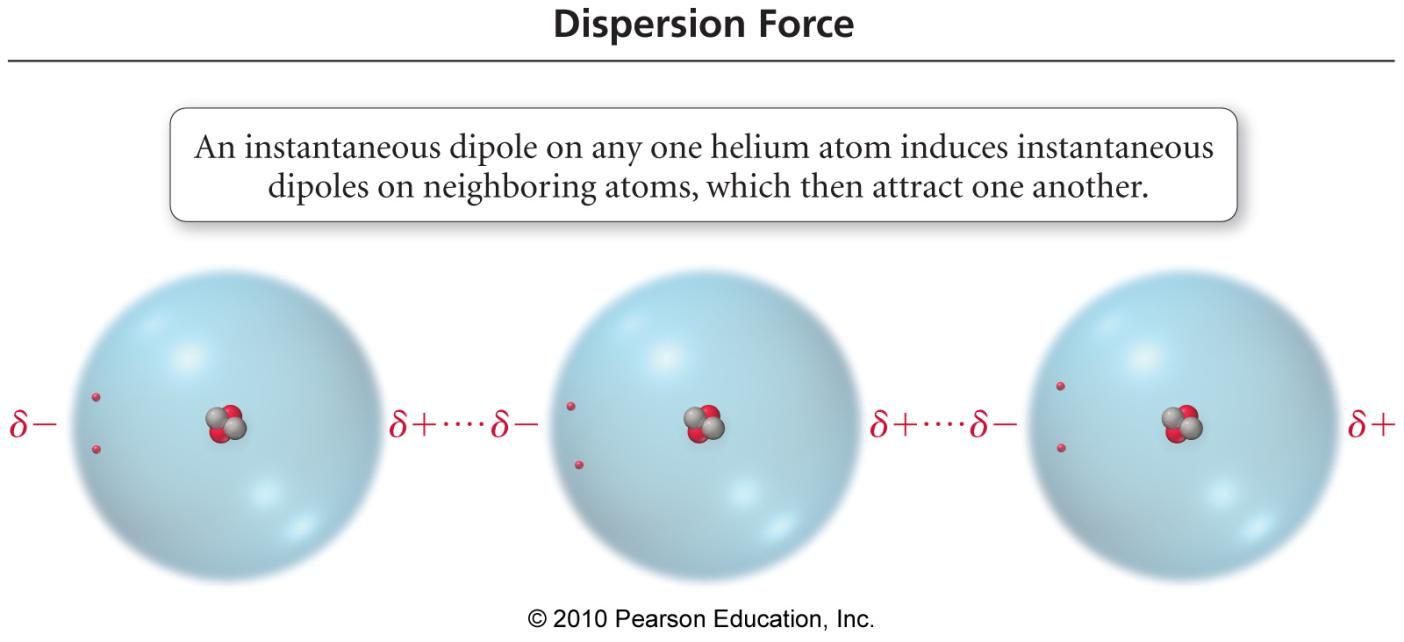 Dispersion Force
An instantaneous dipole on any one helium atom induces instantaneous
dipoles on neighboring atoms, which then attract one another.
δ− δ+····δ− δ+····δ− δ+
© 2010 Pearson Education, Inc.